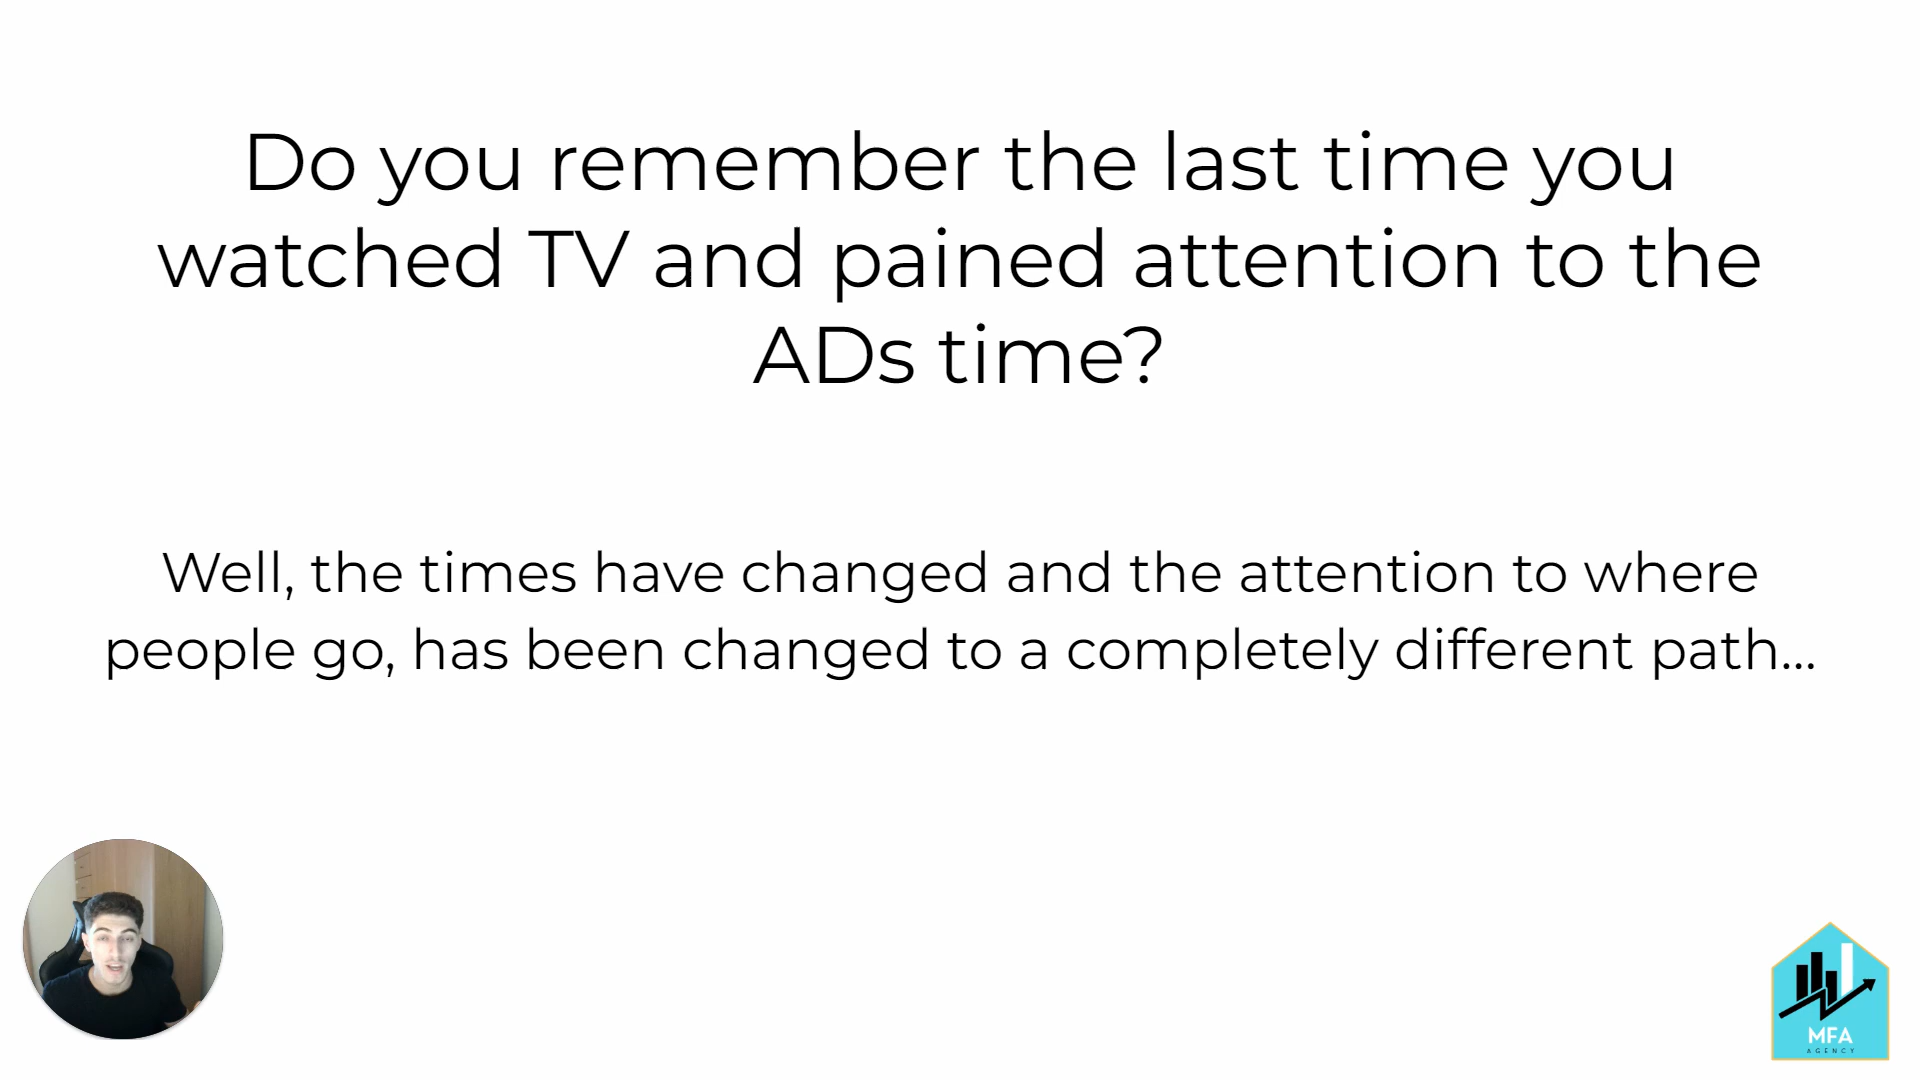 Do you remember the last time you
watched TV and pained attention to the
ADs time?
Well, the times have changed and the attention to where
people go, has been changed to a completely different path...
MFA
AGENCY